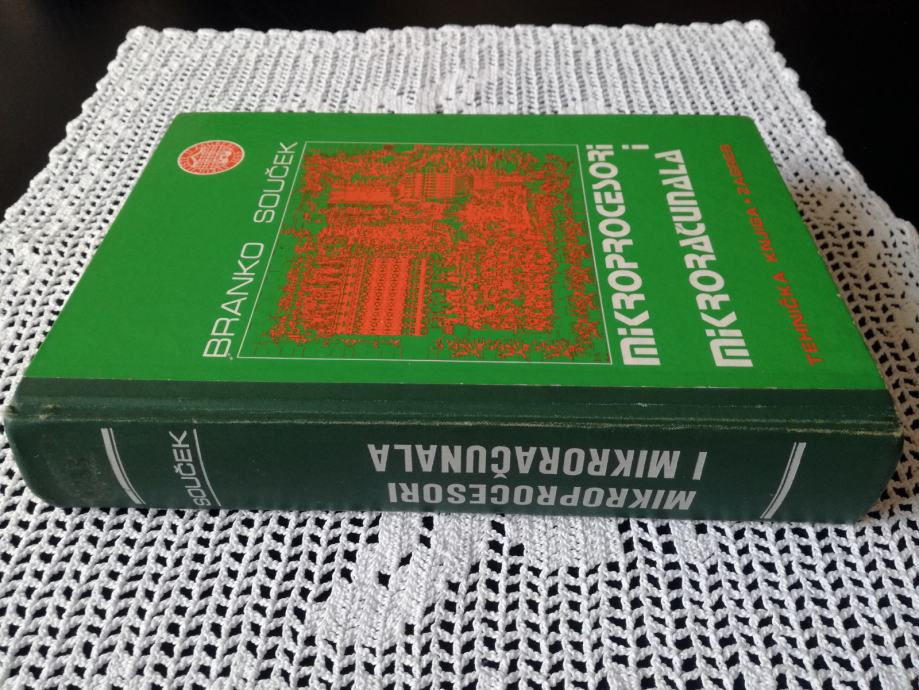 BRANKO SOUČEK
MIKROPROCESORI
I
MIKRORAČUNALA
TEHNIČKA KNJIGA • ZAGREB
SOUČEK
MIKROPROCESORI
I MIKRORAČUNALA